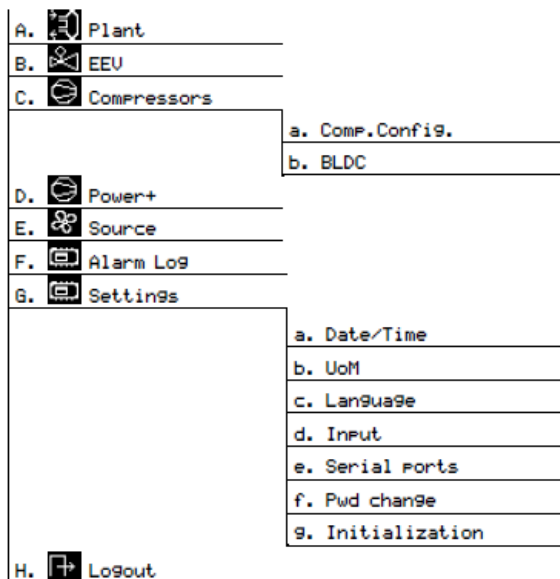 A. Plant
B. EEV
C. Compressors
a. Comp.Config.
b. BLDC
D. Power+
E. Source
F. Alarm Log
G. Settings
a. Date/Time
b. UoM
c. Language
d. Input
e. Serial ports
f. Pwd change
g. Initialization
H. Logout